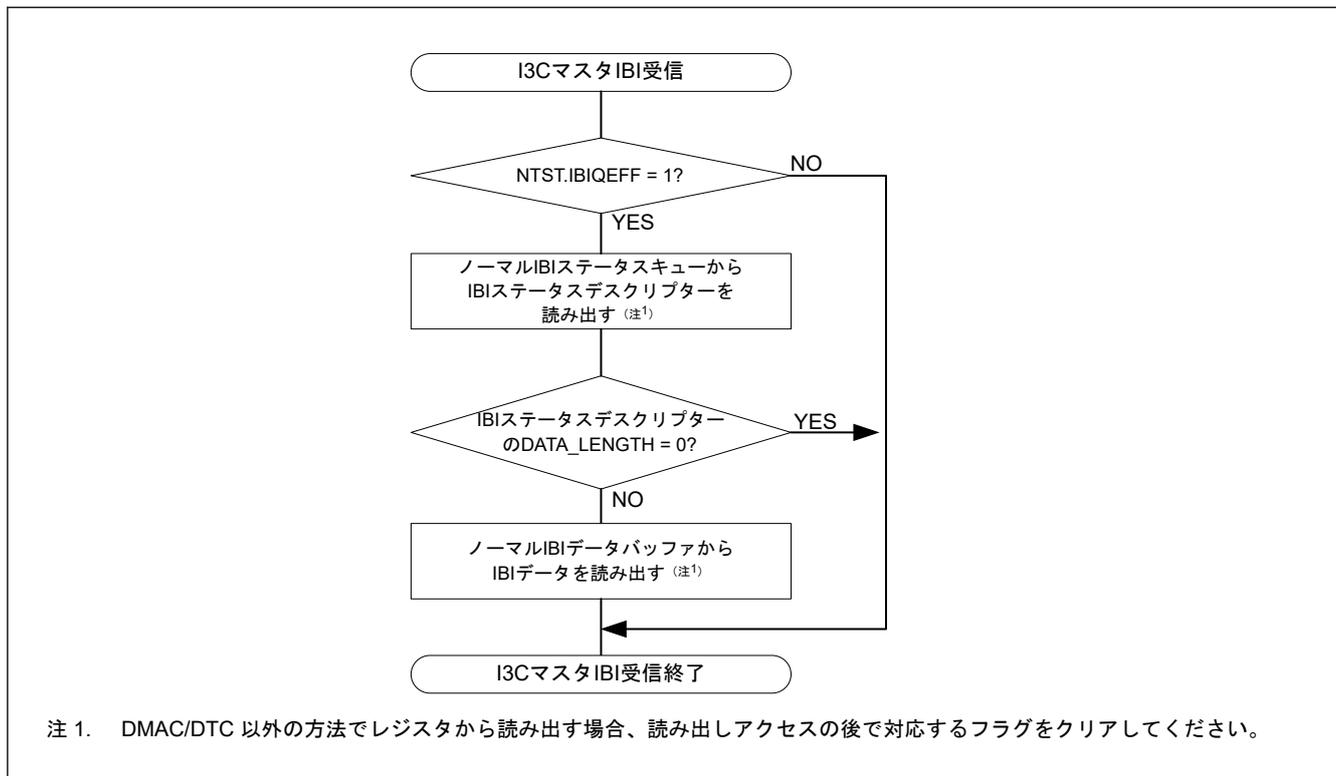 I3CマスタIBI受信
NTST.IBIQEFF = 1?
NO
YES
ノーマルIBIステータスキューから
IBIステータスデスクリプターを
読み出す（注1）
IBIステータスデスクリプター
のDATA_LENGTH = 0?
YES
NO
ノーマルIBIデータバッファから
IBIデータを読み出す（注1）
I3CマスタIBI受信終了
注 1. DMAC/DTC 以外の方法でレジスタから読み出す場合、読み出しアクセスの後で対応するフラグをクリアしてください。